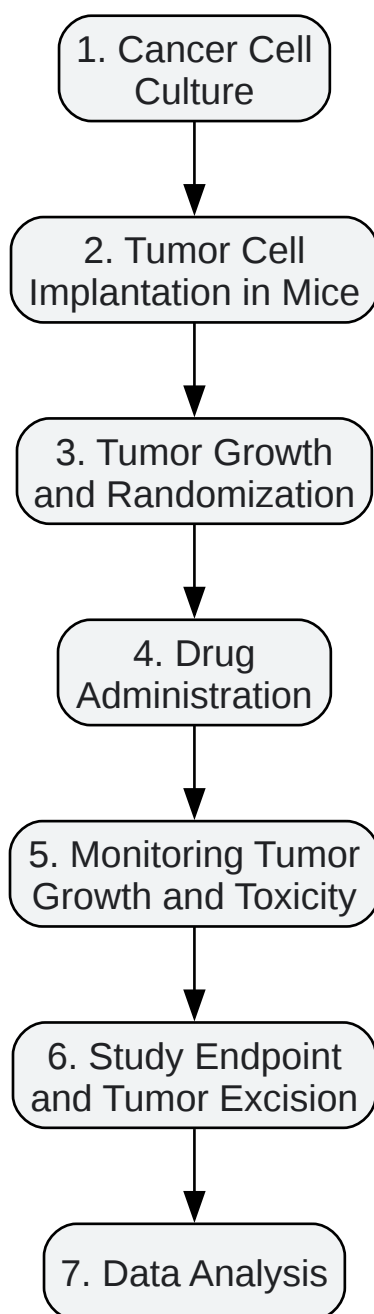 1. Cancer Cell
Culture
2. Tumor Cell
Implantation in Mice
3. Tumor Growth
and Randomization
4. Drug
Administration
5. Monitoring Tumor
Growth and Toxicity
6. Study Endpoint
and Tumor Excision
7. Data Analysis